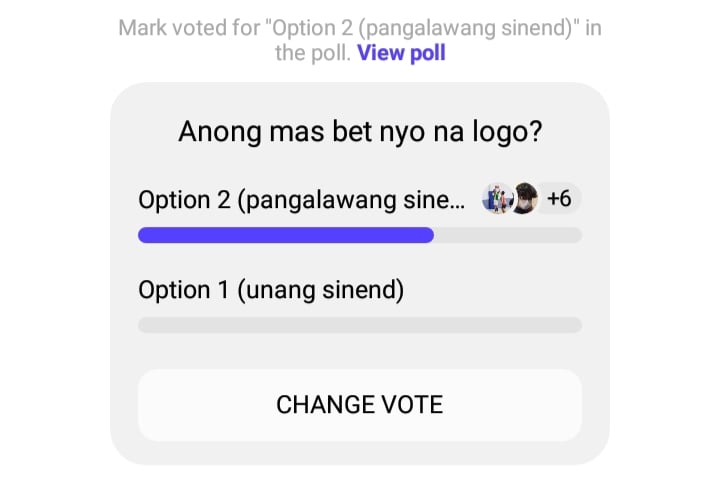 Mark voted for "Option 2 (pangalawang sinend)" in
the poll. View poll
Anong mas bet nyo na logo?
Option 2 (pangalawang sine... +6
Option 1 (unang sinend)
CHANGE VOTE